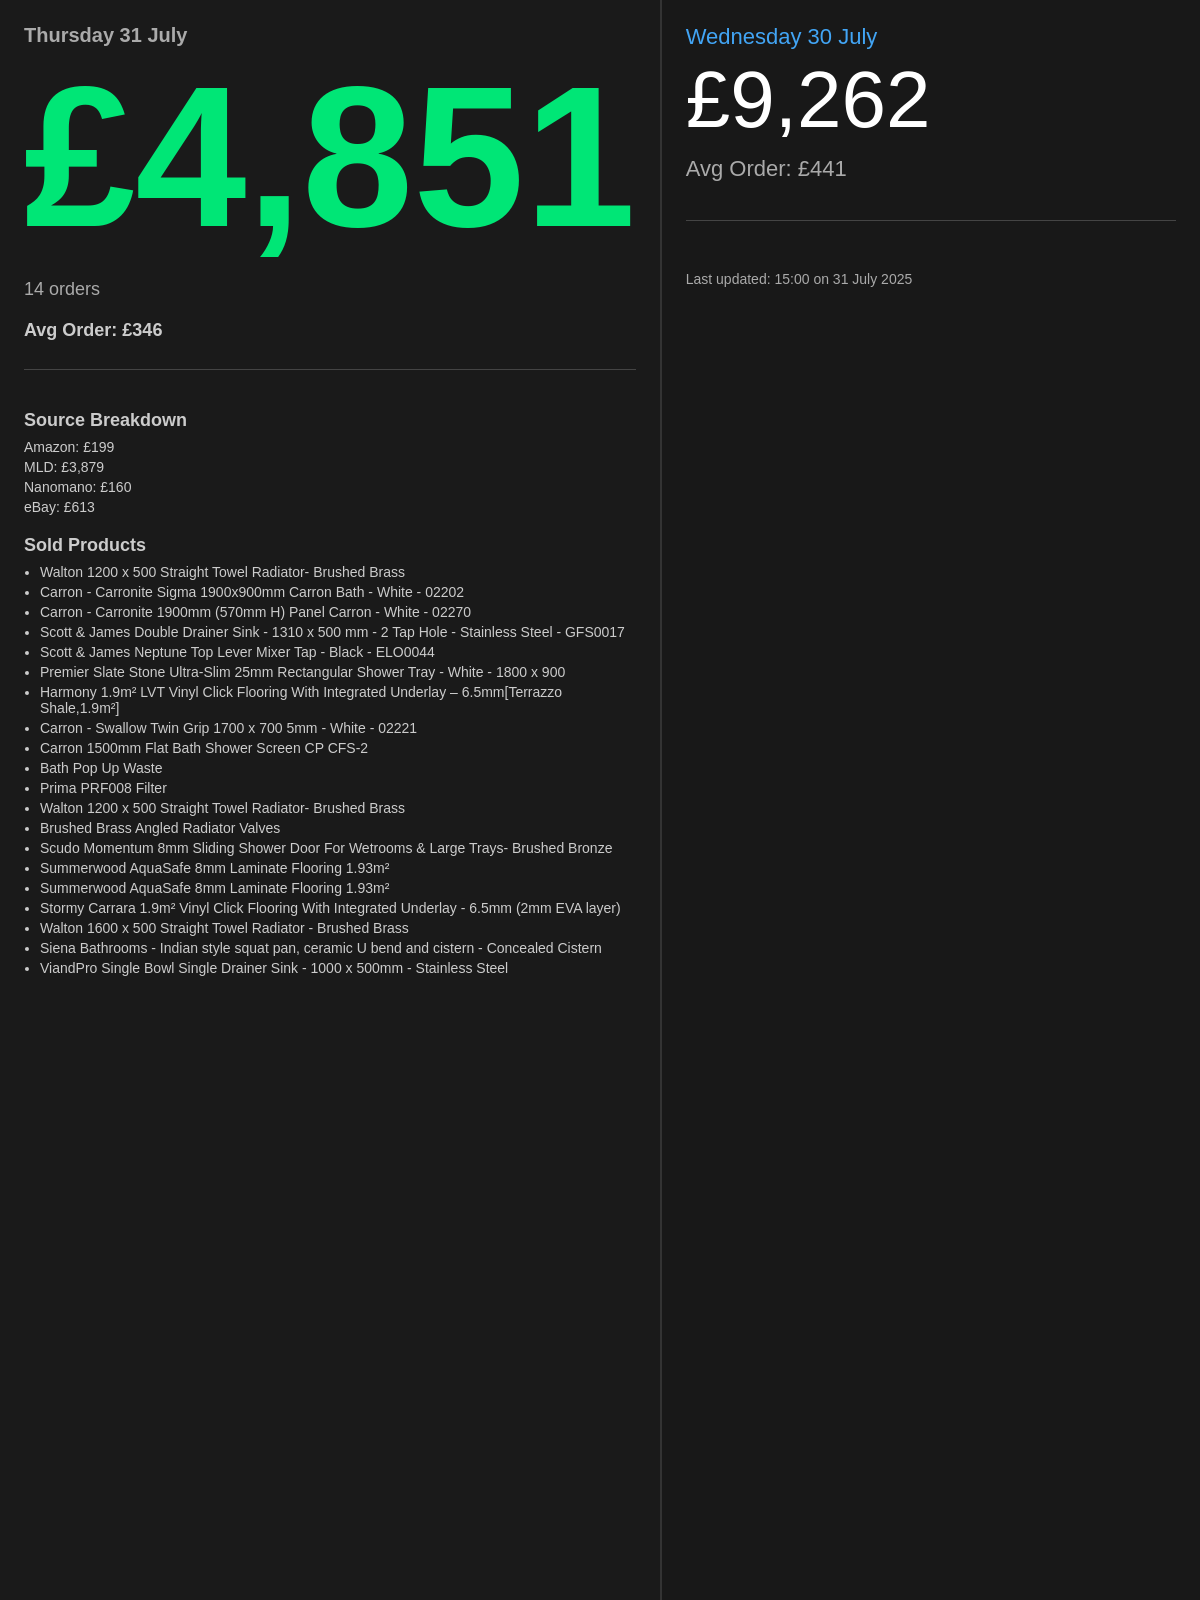 Thursday 31 July
£4,851
14 orders
Avg Order: £346
Source Breakdown
Amazon: £199
MLD: £3,879
Nanomano: £160
eBay: £613
Sold Products
• Walton 1200 x 500 Straight Towel Radiator- Brushed Brass
• Carron - Carronite Sigma 1900x900mm Carron Bath - White - 02202
• Carron - Carronite 1900mm (570mm H) Panel Carron - White - 02270
• Scott & James Double Drainer Sink - 1310 x 500 mm - 2 Tap Hole - Stainless Steel - GFS0017
• Scott & James Neptune Top Lever Mixer Tap - Black - ELO0044
• Premier Slate Stone Ultra-Slim 25mm Rectangular Shower Tray - White - 1800 x 900
• Harmony 1.9m² LVT Vinyl Click Flooring With Integrated Underlay – 6.5mm[Terrazzo
Shale,1.9m²]
• Carron - Swallow Twin Grip 1700 x 700 5mm - White - 02221
• Carron 1500mm Flat Bath Shower Screen CP CFS-2
• Bath Pop Up Waste
• Prima PRF008 Filter
• Walton 1200 x 500 Straight Towel Radiator- Brushed Brass
• Brushed Brass Angled Radiator Valves
• Scudo Momentum 8mm Sliding Shower Door For Wetrooms & Large Trays- Brushed Bronze
• Summerwood AquaSafe 8mm Laminate Flooring 1.93m²
• Summerwood AquaSafe 8mm Laminate Flooring 1.93m²
• Stormy Carrara 1.9m² Vinyl Click Flooring With Integrated Underlay - 6.5mm (2mm EVA layer)
• Walton 1600 x 500 Straight Towel Radiator - Brushed Brass
• Siena Bathrooms - Indian style squat pan, ceramic U bend and cistern - Concealed Cistern
• ViandPro Single Bowl Single Drainer Sink - 1000 x 500mm - Stainless Steel
Wednesday 30 July
£9,262
Avg Order: £441
Last updated: 15:00 on 31 July 2025